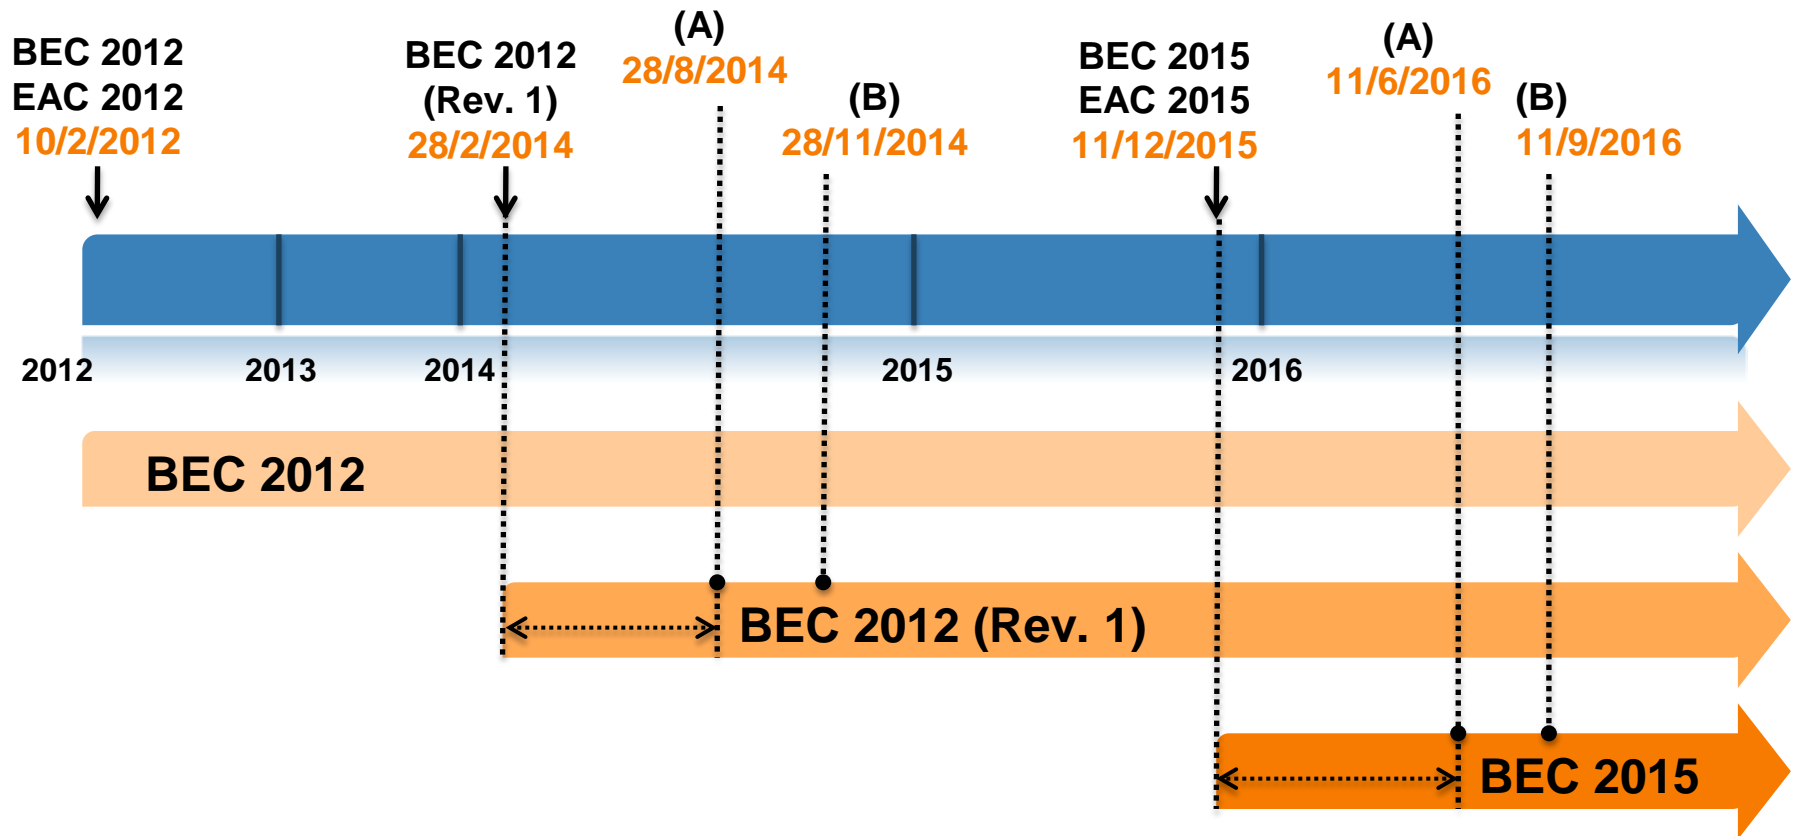 BEC 2012
EAC 2012
10/2/2012
BEC 2012
(Rev. 1)
28/2/2014
(A)
28/8/2014
(B)
28/11/2014
BEC 2015
EAC 2015
11/12/2015
(A)
11/6/2016
(B)
11/9/2016
2012
2013
2014
2015
2016
BEC 2012
BEC 2012 (Rev. 1)
BEC 2015